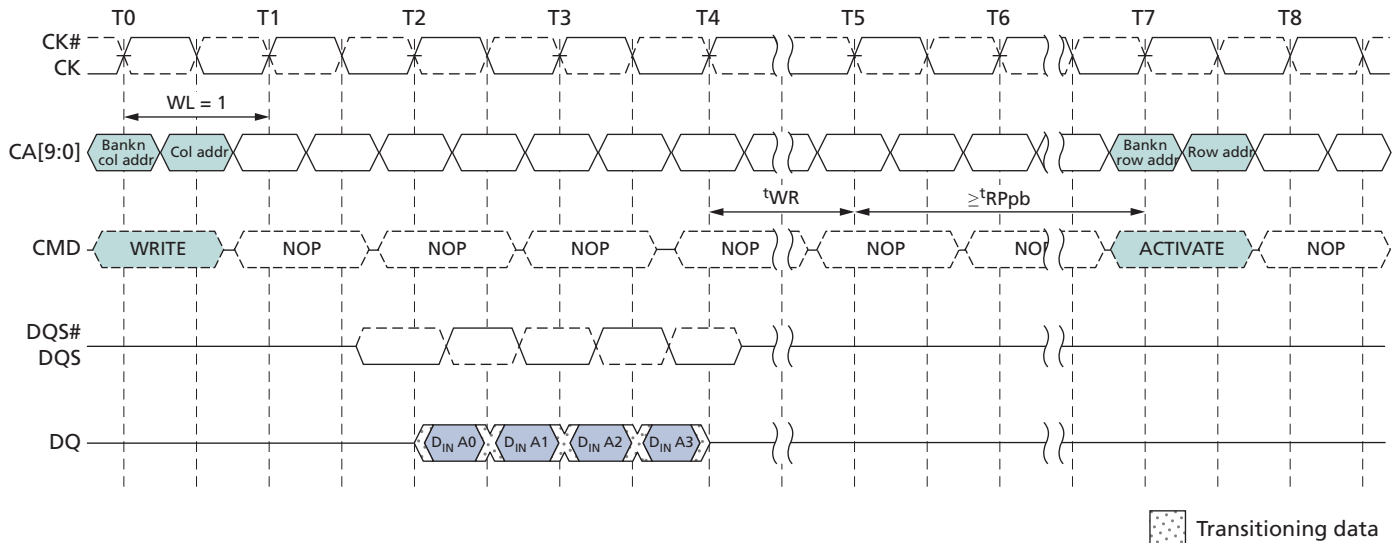 T0 T1 T2 T3 T4 T5 T6 T7 T8
CK#
CK
WL = 1
CA[9:0] Bankn col addr Col addr Bankn row addr Row addr
tWR ≥tRPpb
CMD WRITE NOP NOP NOP NOP NOP NOP ACTIVATE NOP
DQS#
DQS
DQ DIN A0 DIN A1 DIN A2 DIN A3
Transitioning data